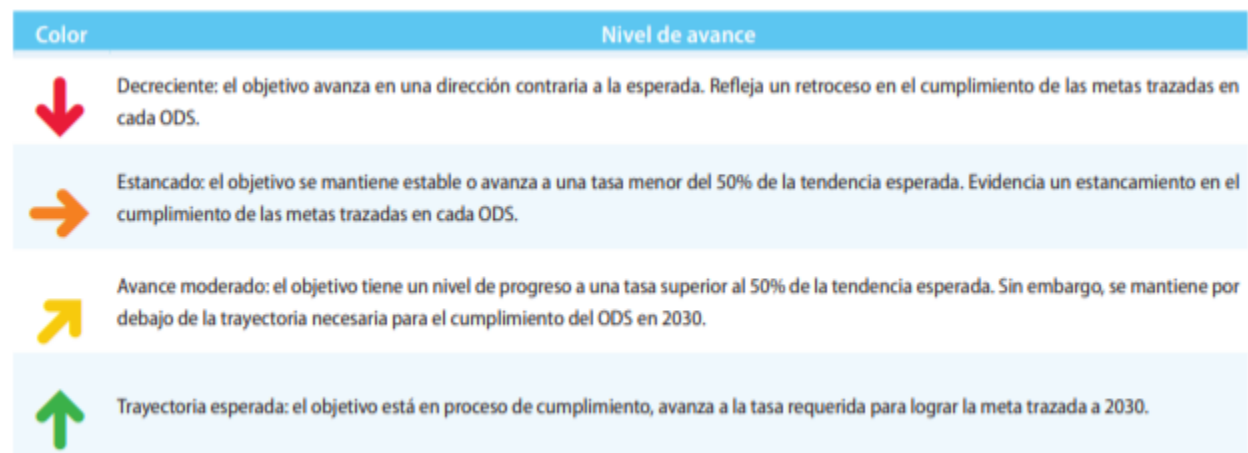 Color Nivel de avance
Decreciente: el objetivo avanza en una dirección contraria a la esperada. Refleja un retroceso en el cumplimiento de las metas trazadas en
cada ODS.
Estancado: el objetivo se mantiene estable o avanza a una tasa menor del 50% de la tendencia esperada. Evidencia un estancamiento en el
cumplimiento de las metas trazadas en cada ODS.
Avance moderado: el objetivo tiene un nivel de progreso a una tasa superior al 50% de la tendencia esperada. Sin embargo, se mantiene por
debajo de la trayectoria necesaria para el cumplimiento del ODS en 2030.
Trayectoria esperada: el objetivo está en proceso de cumplimiento, avanza a la tasa requerida para lograr la meta trazada a 2030.